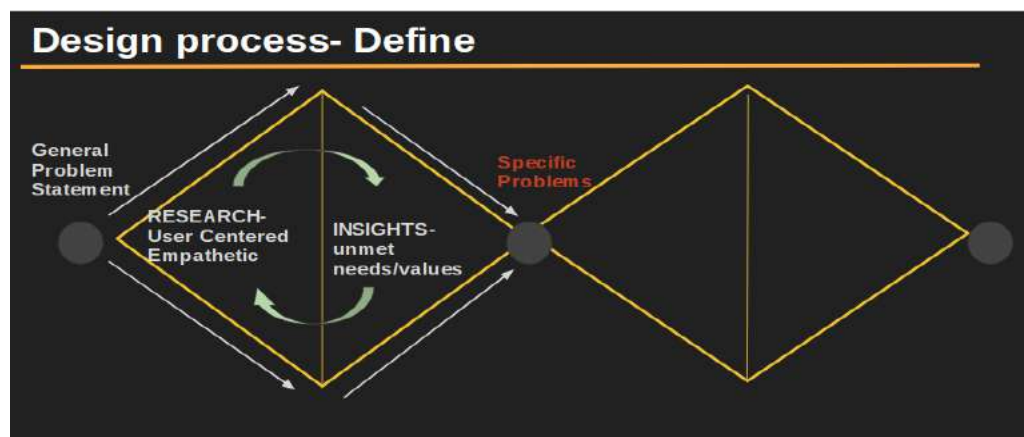 Design process- Define
General
Problem
Statement
RESEARCH-
User Centered
Empathetic
INSIGHTS-
unmet
needs/values
Specific
Problems